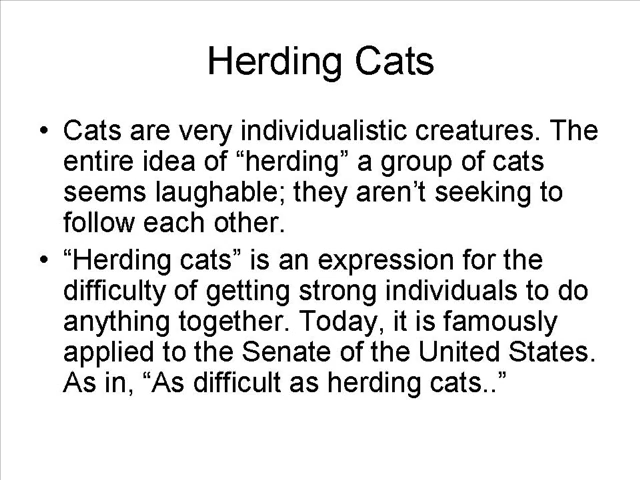 Herding Cats
• Cats are very individualistic creatures. The
entire idea of “herding” a group of cats
seems laughable; they aren’t seeking to
follow each other.
• “Herding cats” is an expression for the
difficulty of getting strong individuals to do
anything together. Today, it is famously
applied to the Senate of the United States.
As in, “As difficult as herding cats..”